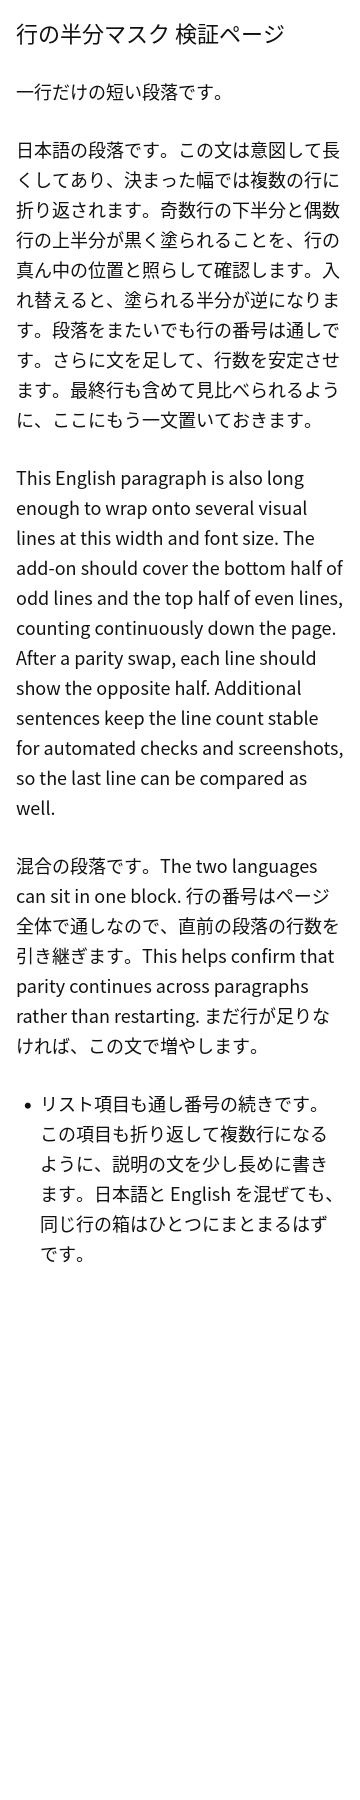 行の半分マスク 検証ページ
一行だけの短い段落です。
日本語の段落です。この文は意図して長
くしてあり、決まった幅では複数の行に
折り返されます。奇数行の下半分と偶数
行の上半分が黒く塗られることを、行の
真ん中の位置と照らして確認します。入
れ替えると、塗られる半分が逆になりま
す。段落をまたいでも行の番号は通しで
す。さらに文を足して、行数を安定させ
ます。最終行も含めて見比べられるよう
に、ここにもう一文置いておきます。
This English paragraph is also long
enough to wrap onto several visual
lines at this width and font size. The
add-on should cover the bottom half of
odd lines and the top half of even lines,
counting continuously down the page.
After a parity swap, each line should
show the opposite half. Additional
sentences keep the line count stable
for automated checks and screenshots,
so the last line can be compared as
well.
混合の段落です。The two languages
can sit in one block. 行の番号はページ
全体で通しなので、直前の段落の行数を
引き継ぎます。This helps confirm that
parity continues across paragraphs
rather than restarting. まだ行が足りな
ければ、この文で増やします。
• リスト項目も通し番号の続きです。
この項目も折り返して複数行になる
ように、説明の文を少し長めに書き
ます。日本語と English を混ぜても、
同じ行の箱はひとつにまとまるはず
です。